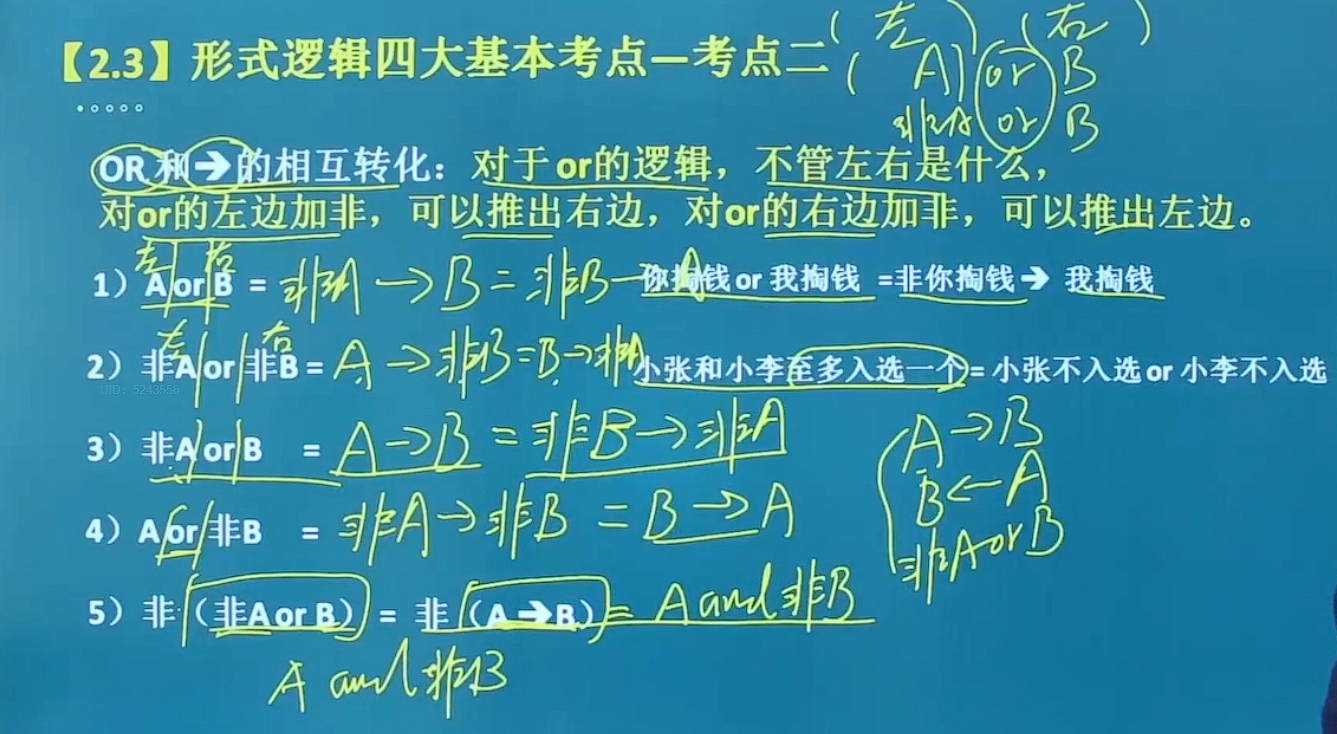 【2.3】形式逻辑四大基本考点—考点二
(左) (右)
(A) or B
非A or B
OR 和→的相互转化：对于or的逻辑，不管左右是什么，
对or的左边加非，可以推出右边，对or的右边加非，可以推出左边。
左 右
1）A or B = 非A → B = 非B → A 你掏钱 or 我掏钱 =非你掏钱→ 我掏钱
左 右
2）非A or 非B = A → 非B = B → 非A 小张和小李至多入选一个= 小张不入选 or 小李不入选
UID: 5243556
3）非A or B = A → B = 非B → 非A
A → B
B ← A
非A or B
4）A or 非B = 非A → 非B = B → A
5）非（非A or B）= 非（A → B）= A and 非B
A and 非B